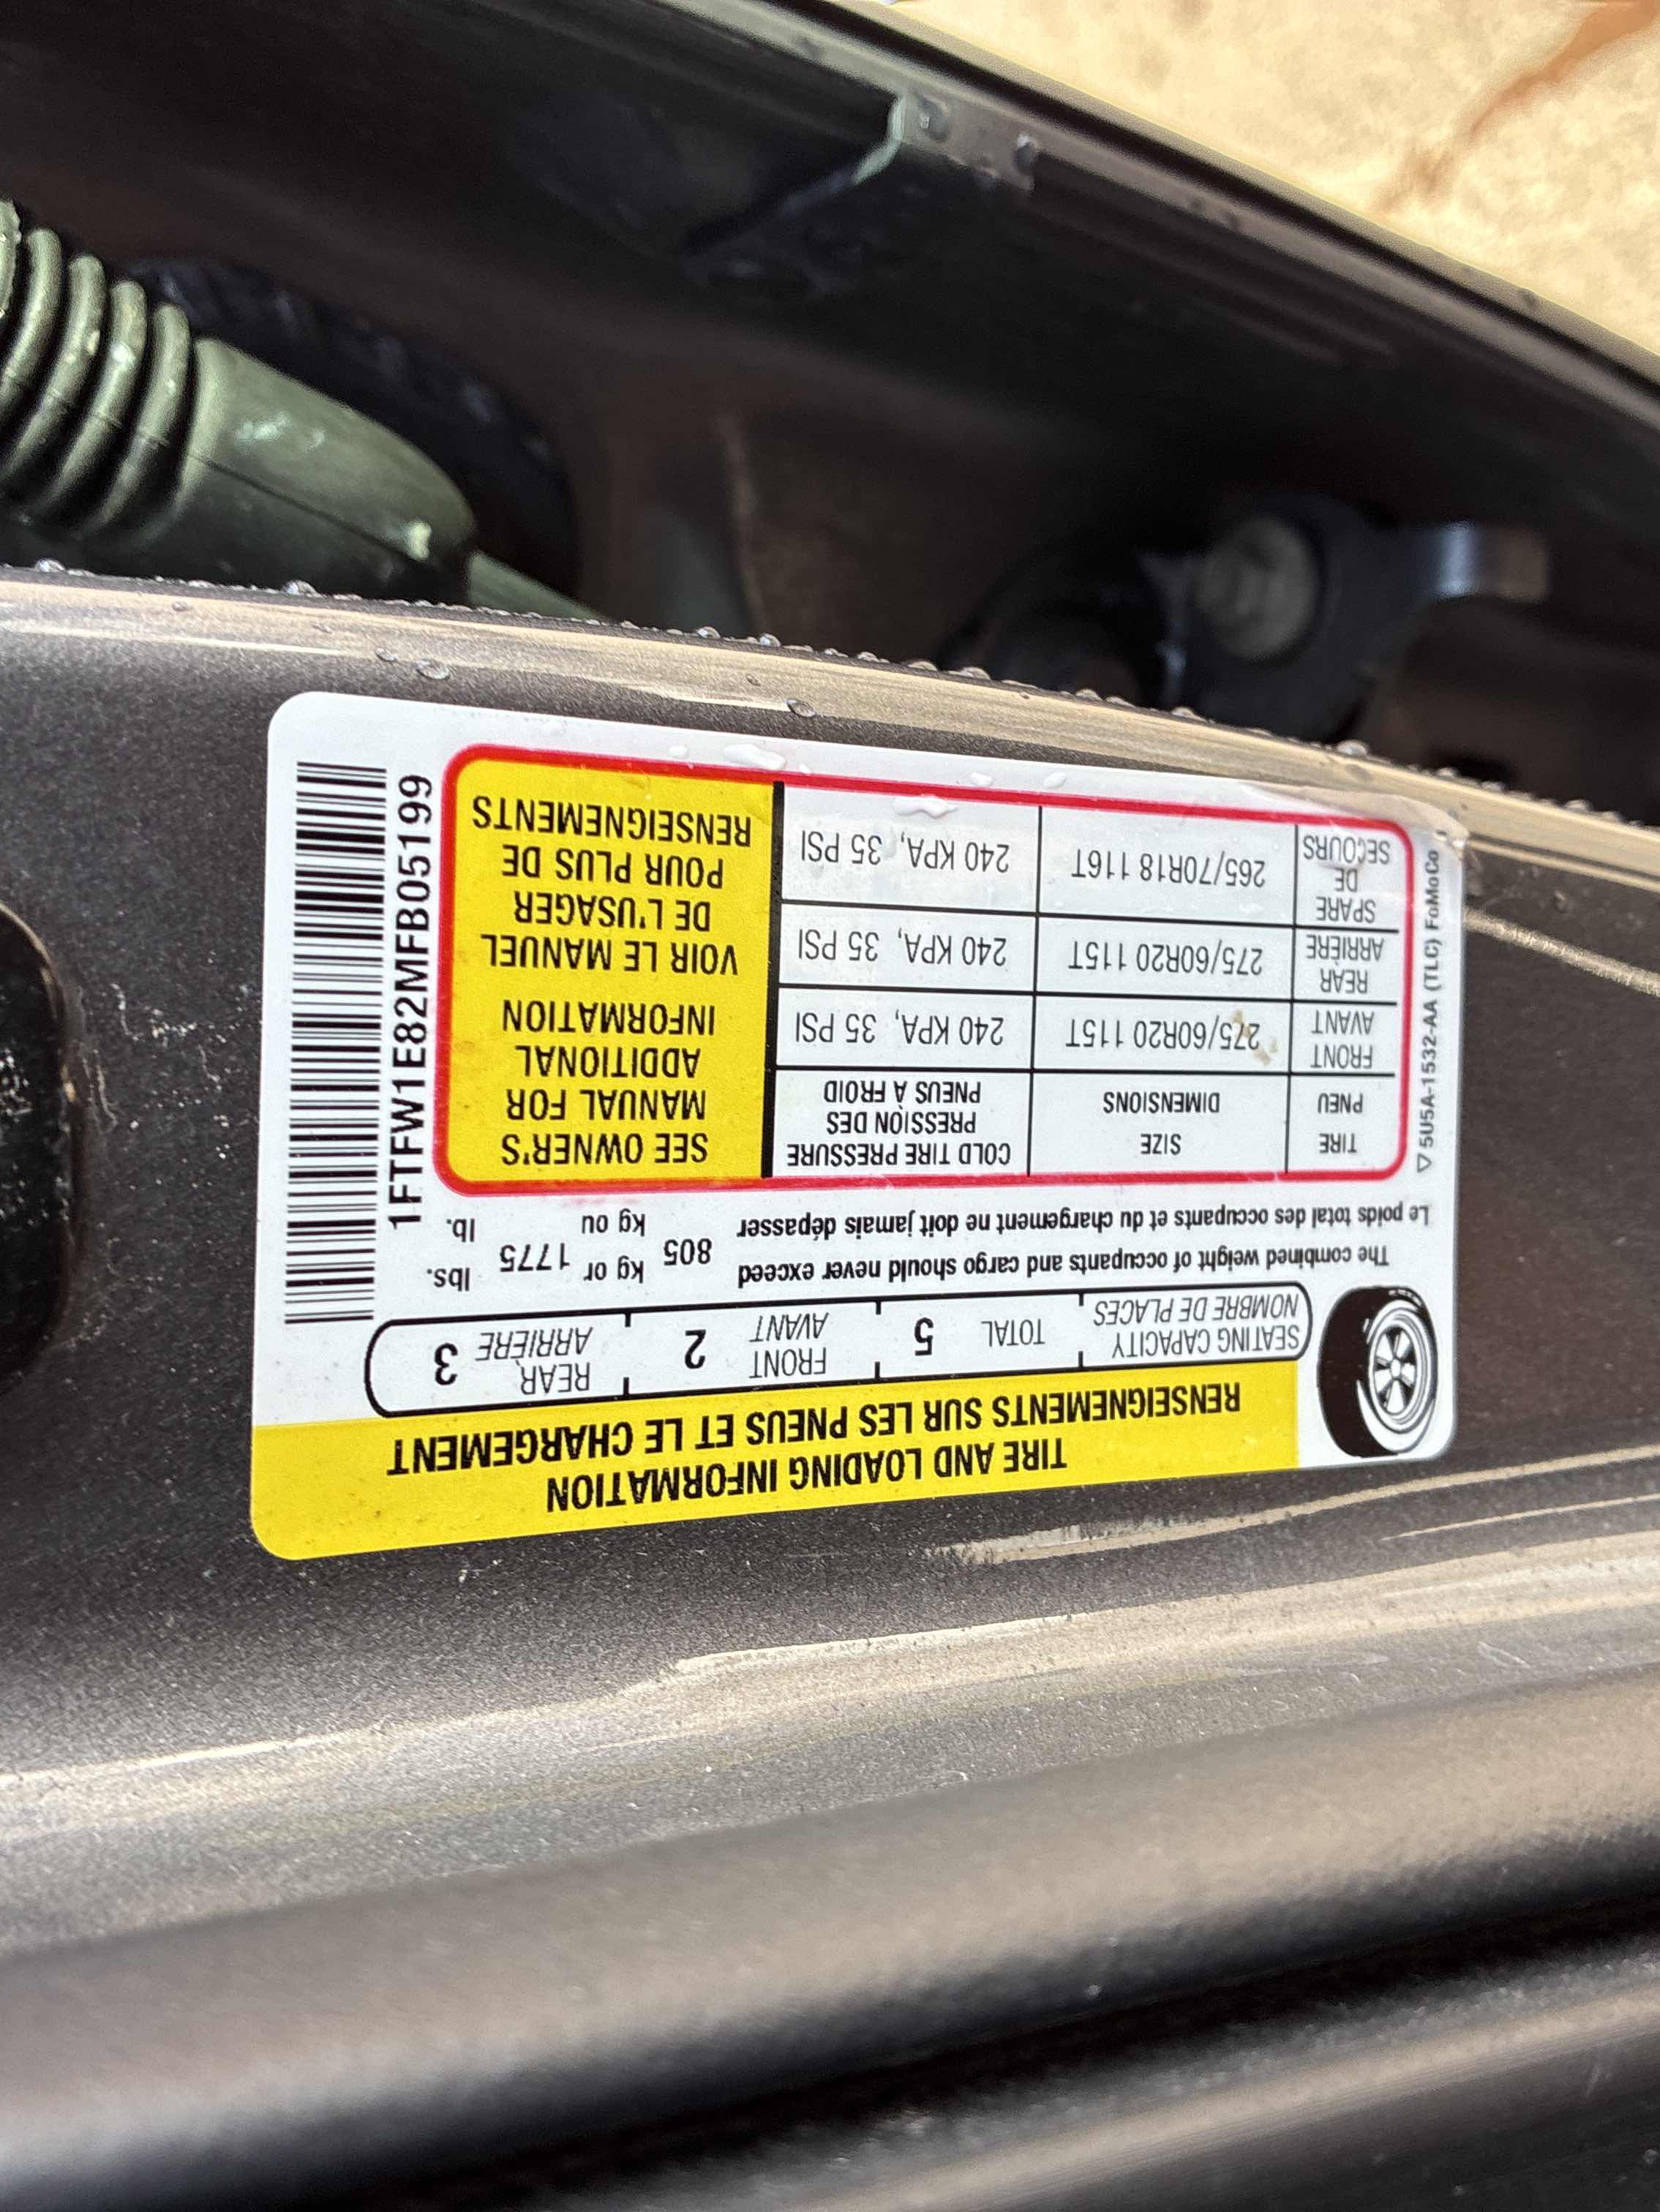 TIRE AND LOADING INFORMATION
RENSEIGNEMENTS SUR LES PNEUS ET LE CHARGEMENT
SEATING CAPACITY
NOMBRE DE PLACES
TOTAL 5
FRONT
AVANT
2
REAR
ARRIÈRE
3
The combined weight of occupants and cargo should never exceed 805 kg or 1775 lbs.
Le poids total des occupants et du chargement ne doit jamais dépasser kg ou lb.
TIRE
PNEU
SIZE
DIMENSIONS
COLD TIRE PRESSURE
PRESSION DES
PNEUS À FROID
FRONT
AVANT
275/60R20 115T
240 KPA, 35 PSI
REAR
ARRIÈRE
275/60R20 115T
240 KPA, 35 PSI
SPARE
DE
SECOURS
265/70R18 116T
240 KPA, 35 PSI
SEE OWNER'S
MANUAL FOR
ADDITIONAL
INFORMATION
VOIR LE MANUEL
DE L'USAGER
POUR PLUS DE
RENSEIGNEMENTS
1FTFW1E82MFB05199
▽5U5A-1532-AA (TLC) FoMoCo